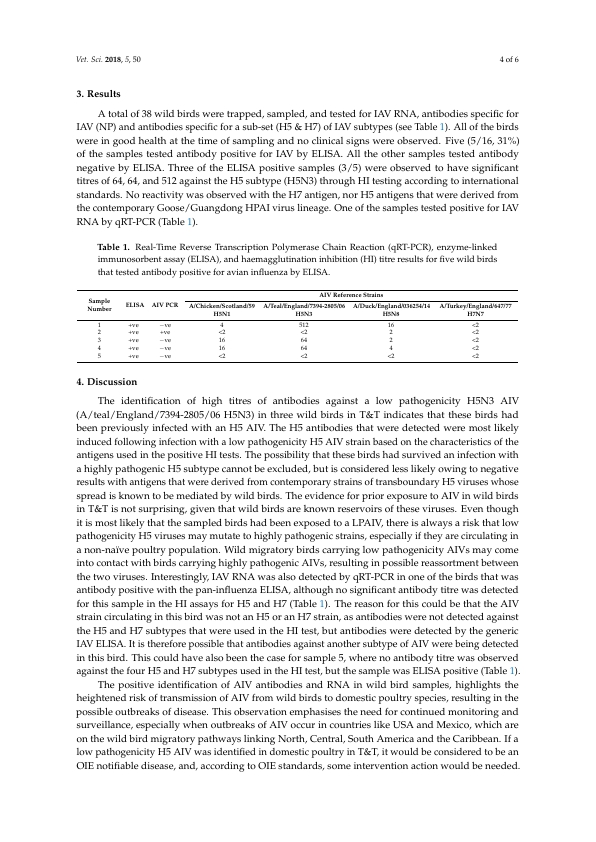 Vet. Sci. 2018, 5, 50 4 of 6
3. Results
A total of 38 wild birds were trapped, sampled, and tested for IAV RNA, antibodies specific for
IAV (NP) and antibodies specific for a sub-set (H5 & H7) of IAV subtypes (see Table 1). All of the birds
were in good health at the time of sampling and no clinical signs were observed. Five (5/16, 31%)
of the samples tested antibody positive for IAV by ELISA. All the other samples tested antibody
negative by ELISA. Three of the ELISA positive samples (3/5) were observed to have significant
titres of 64, 64, and 512 against the H5 subtype (H5N3) through HI testing according to international
standards. No reactivity was observed with the H7 antigen, nor H5 antigens that were derived from
the contemporary Goose/Guangdong HPAI virus lineage. One of the samples tested positive for IAV
RNA by qRT-PCR (Table 1).
Table 1. Real-Time Reverse Transcription Polymerase Chain Reaction (qRT-PCR), enzyme-linked
immunosorbent assay (ELISA), and haemagglutination inhibition (HI) titre results for five wild birds
that tested antibody positive for avian influenza by ELISA.
Sample Number ELISA AIV PCR AIV Reference Strains
A/Chicken/Scotland/59 H5N1 A/Teal/England/7394-2805/06 H5N3 A/Duck/England/036254/14 H5N8 A/Turkey/England/647/77 H7N7
1 +ve −ve 4 512 16 <2
2 +ve +ve <2 <2 2 <2
3 +ve −ve 16 64 2 <2
4 +ve −ve 16 64 4 <2
5 +ve −ve <2 <2 <2 <2
4. Discussion
The identification of high titres of antibodies against a low pathogenicity H5N3 AIV
(A/teal/England/7394-2805/06 H5N3) in three wild birds in T&T indicates that these birds had
been previously infected with an H5 AIV. The H5 antibodies that were detected were most likely
induced following infection with a low pathogenicity H5 AIV strain based on the characteristics of the
antigens used in the positive HI tests. The possibility that these birds had survived an infection with
a highly pathogenic H5 subtype cannot be excluded, but is considered less likely owing to negative
results with antigens that were derived from contemporary strains of transboundary H5 viruses whose
spread is known to be mediated by wild birds. The evidence for prior exposure to AIV in wild birds
in T&T is not surprising, given that wild birds are known reservoirs of these viruses. Even though
it is most likely that the sampled birds had been exposed to a LPAIV, there is always a risk that low
pathogenicity H5 viruses may mutate to highly pathogenic strains, especially if they are circulating in
a non-naïve poultry population. Wild migratory birds carrying low pathogenicity AIVs may come
into contact with birds carrying highly pathogenic AIVs, resulting in possible reassortment between
the two viruses. Interestingly, IAV RNA was also detected by qRT-PCR in one of the birds that was
antibody positive with the pan-influenza ELISA, although no significant antibody titre was detected
for this sample in the HI assays for H5 and H7 (Table 1). The reason for this could be that the AIV
strain circulating in this bird was not an H5 or an H7 strain, as antibodies were not detected against
the H5 and H7 subtypes that were used in the HI test, but antibodies were detected by the generic
IAV ELISA. It is therefore possible that antibodies against another subtype of AIV were being detected
in this bird. This could have also been the case for sample 5, where no antibody titre was observed
against the four H5 and H7 subtypes used in the HI test, but the sample was ELISA positive (Table 1).
The positive identification of AIV antibodies and RNA in wild bird samples, highlights the
heightened risk of transmission of AIV from wild birds to domestic poultry species, resulting in the
possible outbreaks of disease. This observation emphasises the need for continued monitoring and
surveillance, especially when outbreaks of AIV occur in countries like USA and Mexico, which are
on the wild bird migratory pathways linking North, Central, South America and the Caribbean. If a
low pathogenicity H5 AIV was identified in domestic poultry in T&T, it would be considered to be an
OIE notifiable disease, and, according to OIE standards, some intervention action would be needed.